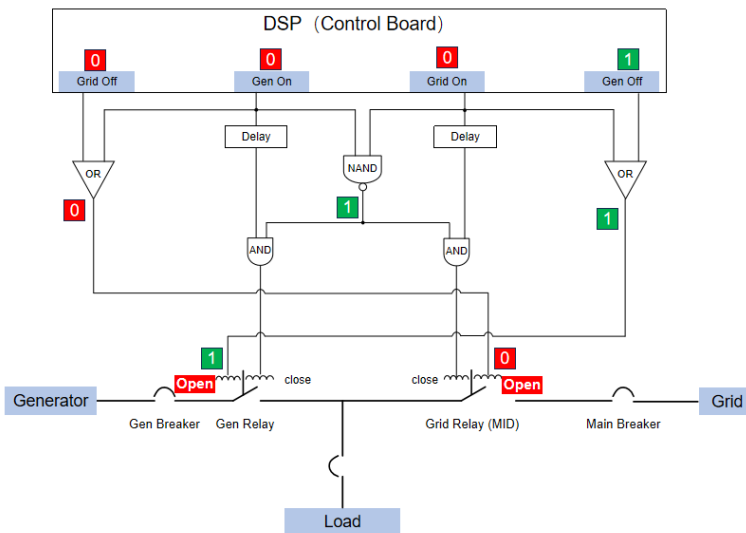 DSP（Control Board）
0
0
0
1
Grid Off
Gen On
Grid On
Gen Off
Delay
Delay
NAND
OR
OR
0
1
1
AND
AND
1
0
Open
close
close
Open
Generator
Grid
Gen Breaker
Gen Relay
Grid Relay (MID)
Main Breaker
Load